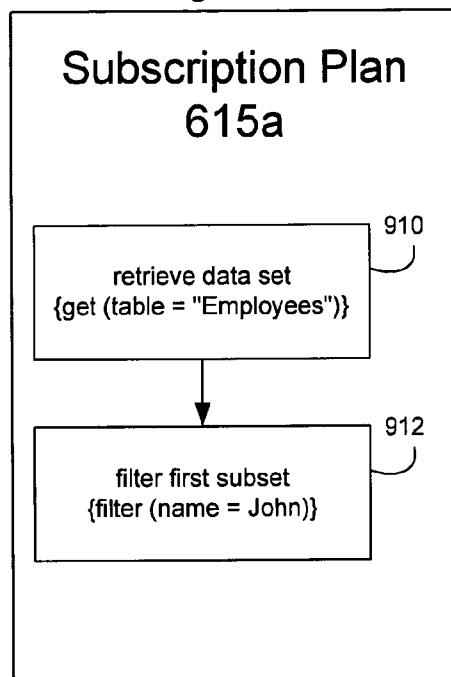 Subscription Plan
615a
910
retrieve data set
{get (table = "Employees")}
912
filter first subset
{filter (name = John)}